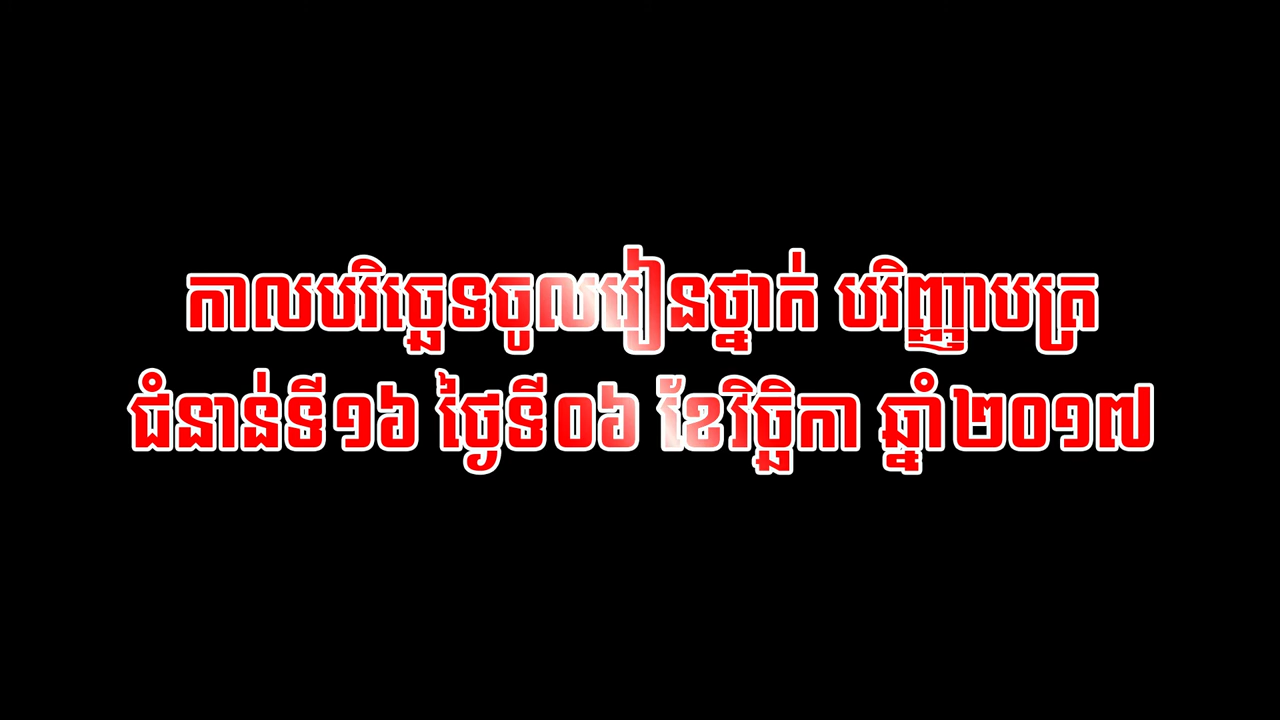 កាលបរិច្ឆេទចូលរៀនថ្នាក់ បរិញ្ញាបត្រ
ជំនាន់ទី១៦ ថ្ងៃទី០៦ ខែវិច្ឆិកា ឆ្នាំ២០១៧